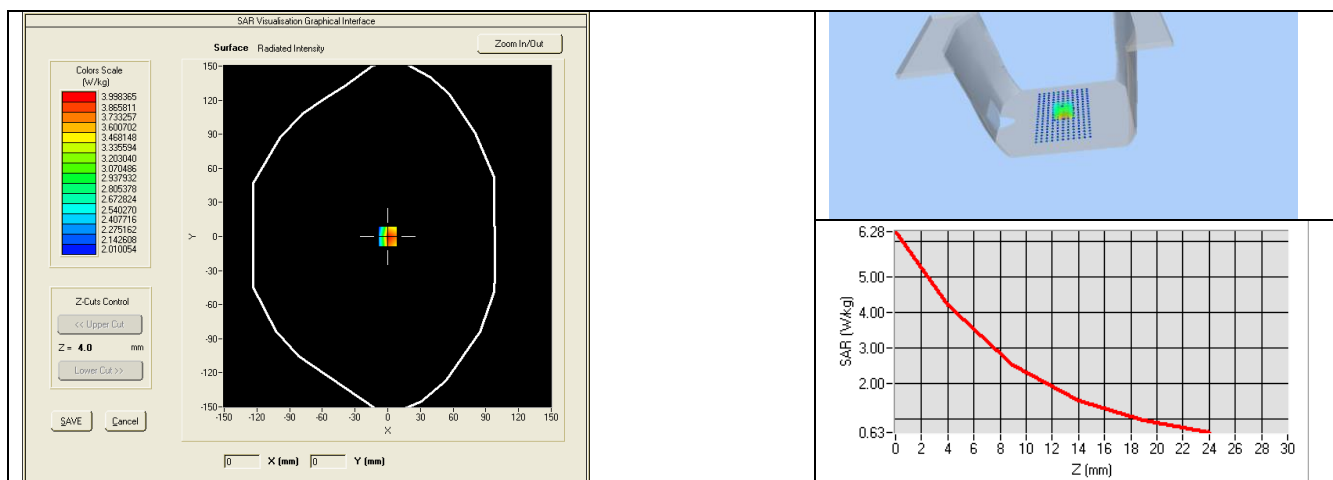 SAR Visualisation Graphical Interface
Surface Radiated Intensity
Zoom In/Out
Colors Scale
(W/kg)
3.998365
3.865811
3.733257
3.600702
3.468148
3.335594
3.203040
3.070486
2.937932
2.805378
2.672824
2.540270
2.407716
2.275162
2.142608
2.010054
Z-Cuts Control
<< Upper Cut
Z = 4.0 mm
Lower Cut >>
SAVE Cancel
150-
120-
90-
60-
30-
0-
-30-
-60-
-90-
-120-
-150-
Y
-150 -120 -90 -60 -30 0 30 60 90 120 150
X
0 X (mm) 0 Y (mm)
6.28-
5.00-
4.00-
3.00-
2.00-
0.63-
SAR (W/kg)
0 2 4 6 8 10 12 14 16 18 20 22 24 26 28 30
Z (mm)